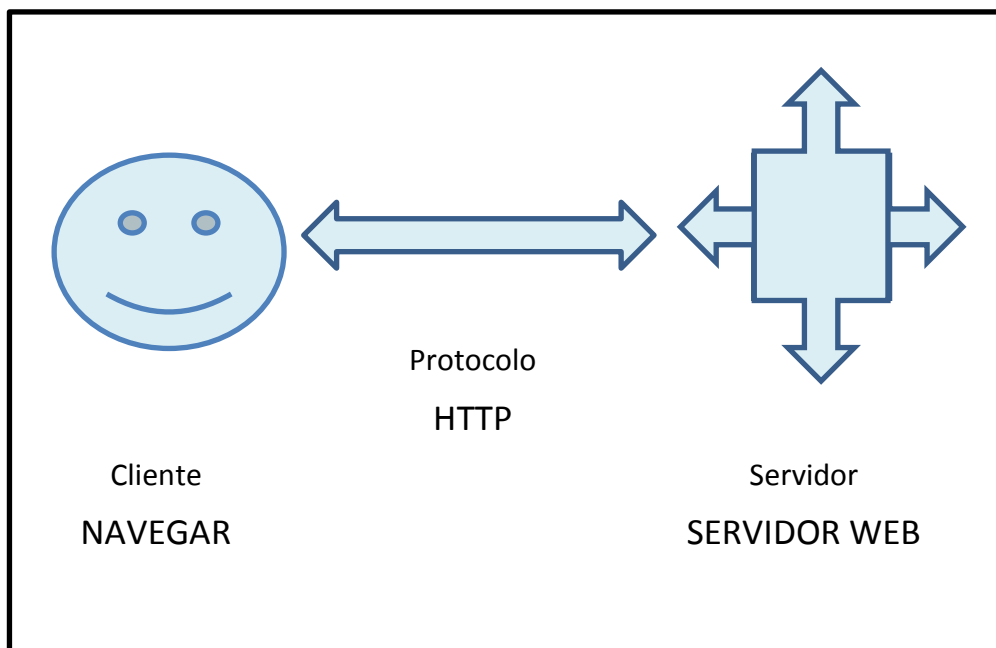 Protocolo
HTTP
Cliente
NAVEGAR
Servidor
SERVIDOR WEB